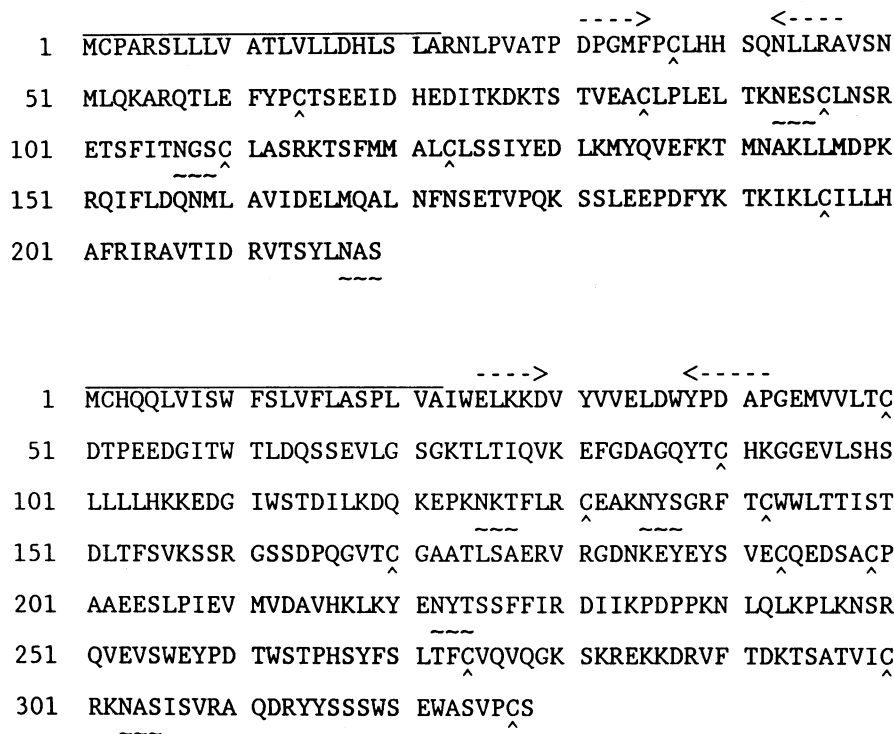 ---->        <----
1 MCPARSLLLV ATLVLLDHLS LARNLPVATP DPGMFPCLHH SQNLLRAVSN
^
51 MLQKARQTLE FYPCTSEEID HEDITKDKTS TVEACLPLEL TKNESCLNSR
^ ^ ~~~ ^
101 ETSFITNGSC LASRKTSFMM ALCLSSIYED LKMYQVEFKT MNAKLLMDPK
~~~ ^ ^
151 RQIFLDQNML AVIDELMQAL NFNSETVPQK SSLEEPDFYK TKIKLCILLH
^
201 AFRIRAVTID RVTSYLNAS
~~~
---->        <-----
1 MCHQQLVISW FSLVFLASPL VAIWELKKDV YVVELDWYPD APGEMVVLTC
^
51 DTPEEDGITW TLDQSSEVLG SGKTLTIQVK EFGDAGQYTC HKGGEVLSHS
^
101 LLLLHKKEDG IWSTDILKDQ KEPKNKTFLR CEAKNYSGRF TCWWLTTIST
~~~ ^ ~~~ ^
151 DLTFSVKSSR GSSDPQGVTC GAATLSAERV RGDNKEYEYS VECQEDSACP
^ ^ ^
201 AAEESLPIEV MVDAVHKLKY ENYTSSFFIR DIIKPDPPKN LQLKPLKNSR
~~~
251 QVEVSWEYPD TWSTPHSYFS LTFCVQVQGK SKREKKDRVF TDKTSATVIC
^ ^
301 RKNASISVRA QDRYYSSSWS EWASVPCS
~~~ ^